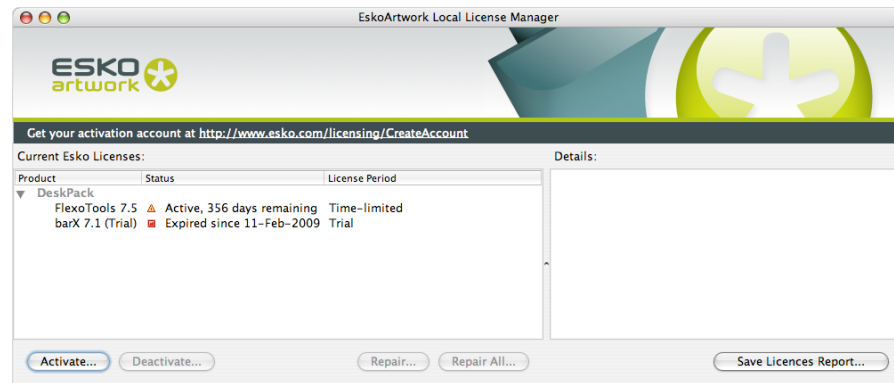 EskoArtwork Local License Manager
ESKO
artwork
Get your activation account at http://www.esko.com/licensing/CreateAccount
Current Esko Licenses:
Details:
Product Status License Period
DeskPack
FlexoTools 7.5 Active, 356 days remaining Time-limited
barX 7.1 (Trial) Expired since 11-Feb-2009 Trial
Activate... Deactivate... Repair... Repair All... Save Licences Report...